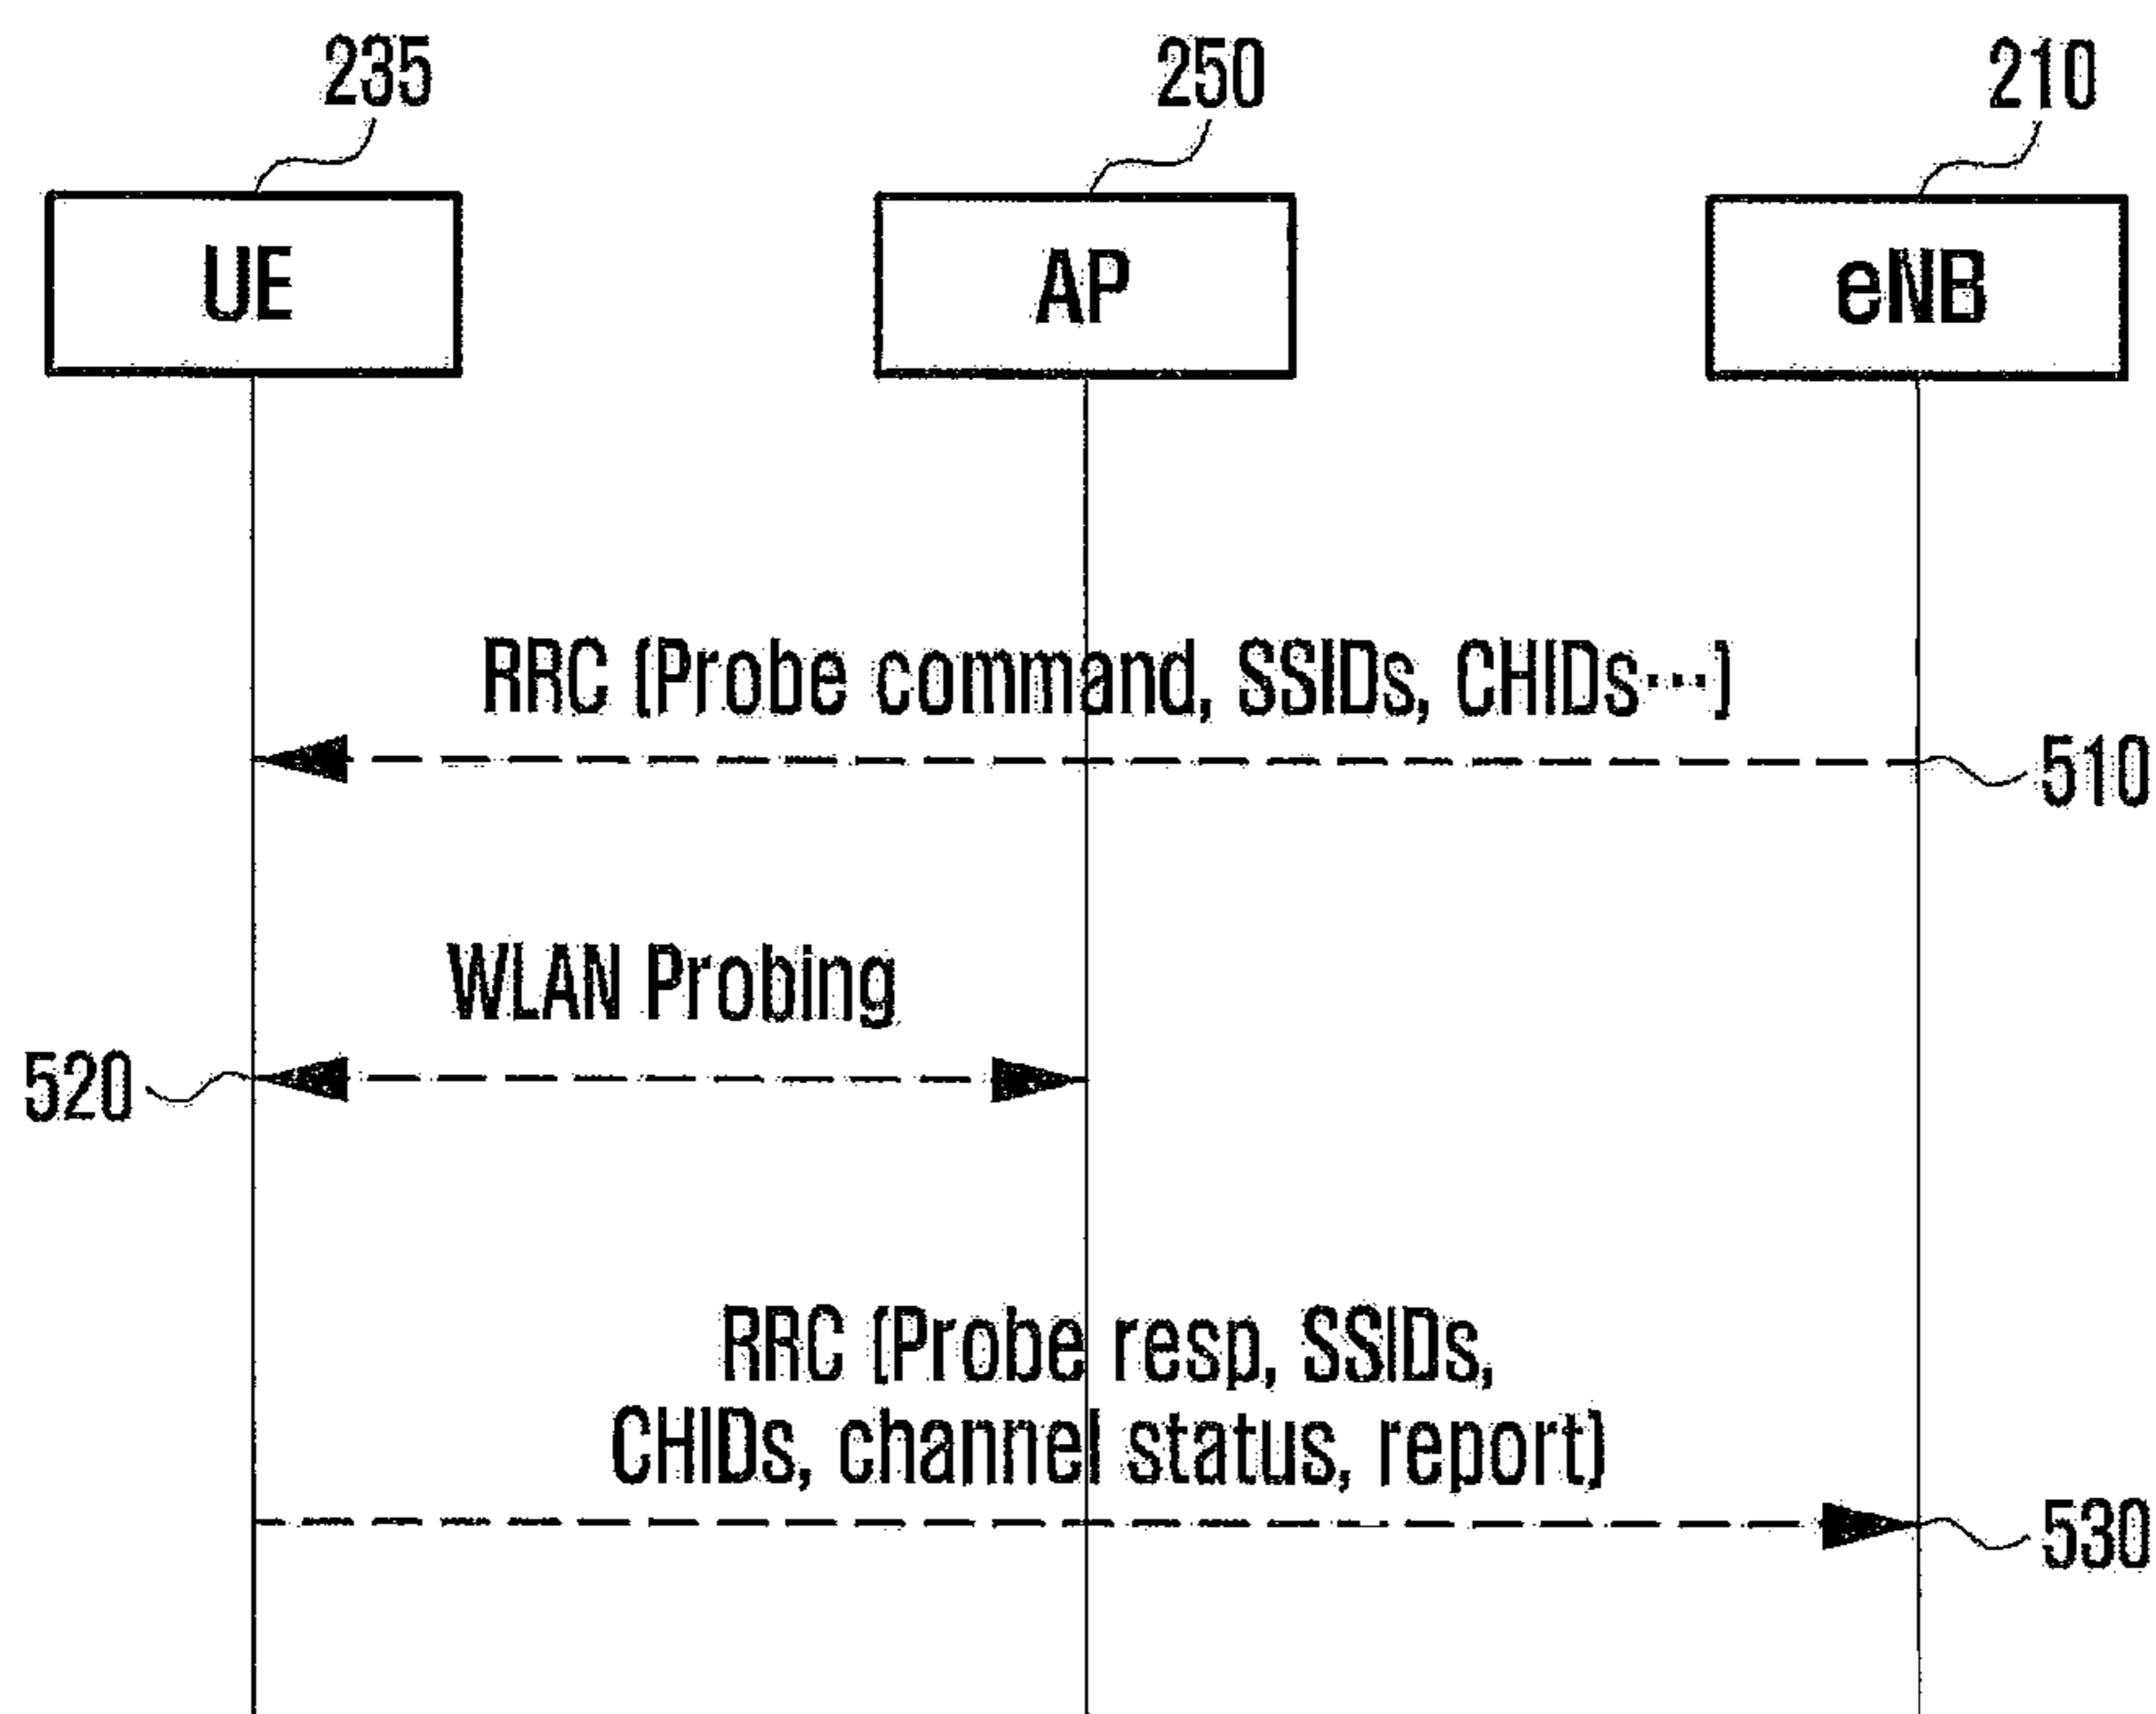 235
250
210
UE
AP
eNB
RRC (Probe command, SSIDs, CHIDs···)
510
WLAN Probing
520
RRC (Probe resp, SSIDs,
CHIDs, channel status, report)
530